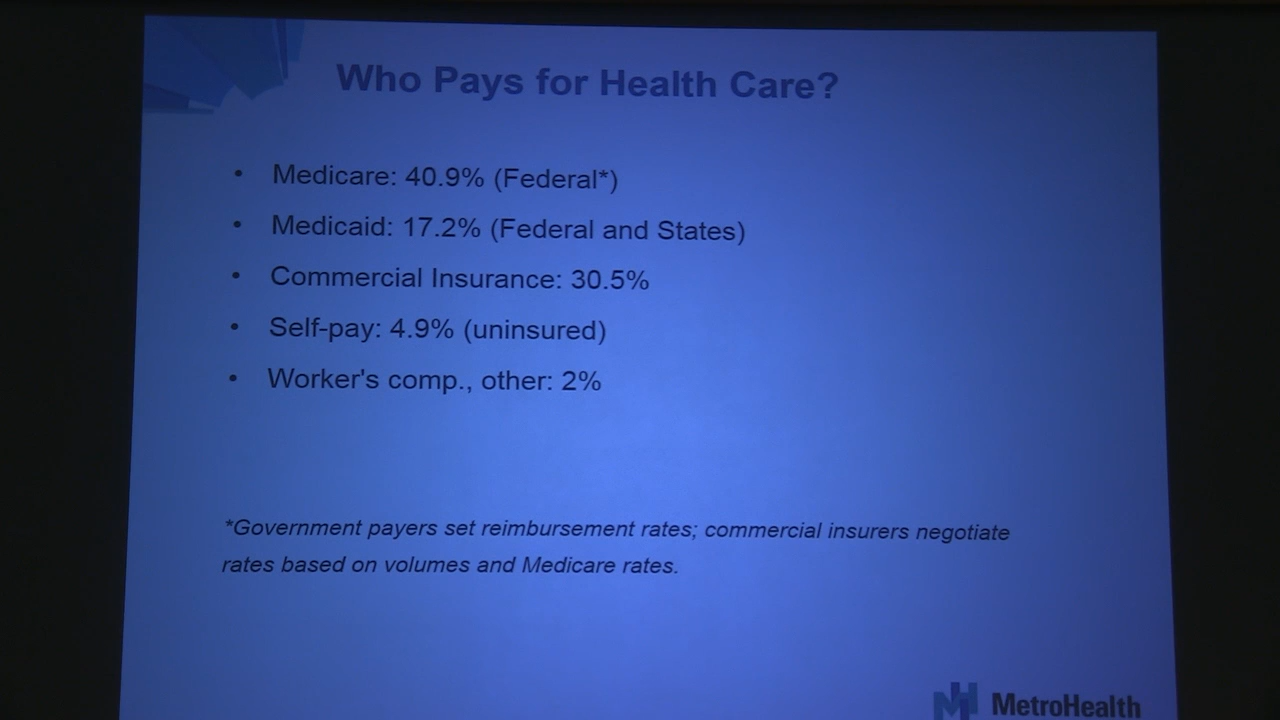 Who Pays for Health Care?
• Medicare: 40.9% (Federal*)
• Medicaid: 17.2% (Federal and States)
• Commercial Insurance: 30.5%
• Self-pay: 4.9% (uninsured)
• Worker's comp., other: 2%
*Government payers set reimbursement rates; commercial insurers negotiate
rates based on volumes and Medicare rates.
MetroHealth